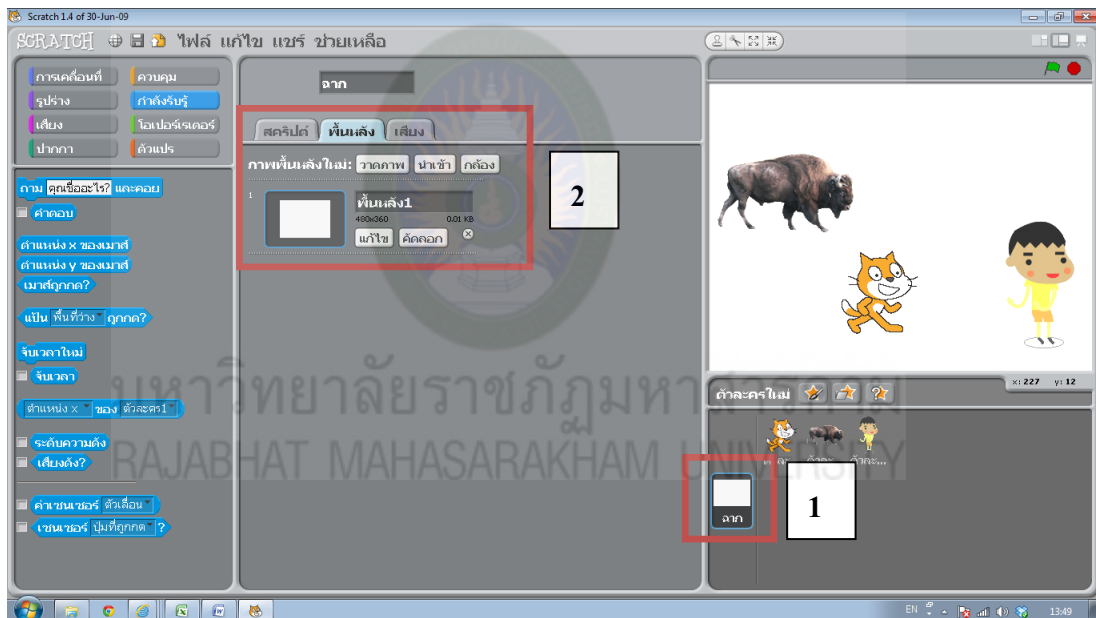 Scratch 1.4 of 30-Jun-09
SCRATCH ไฟล์ แก้ไข แชร์ ช่วยเหลือ
การเคลื่อนที่ ควบคุม
รูปร่าง กำลังรับรู้
เสียง โอเปอร์เรเตอร์
ปากกา ตัวแปร
ถาม คุณชื่ออะไร? และคอย
คำตอบ
ตำแหน่ง x ของเมาส์
ตำแหน่ง y ของเมาส์
เมาส์ถูกกด?
แป้น พื้นที่ว่าง ถูกกด?
จับเวลาใหม่
จับเวลา
ตำแหน่ง x ของ ตัวละคร1
ระดับความดัง
เสียงดัง?
ค่าเซนเซอร์ ตัวเลื่อน
เซนเซอร์ ปุ่มที่ถูกกด ?
ฉาก
สคริปต์ พื้นหลัง เสียง
ภาพพื้นหลังใหม่: วาดภาพ นำเข้า กล้อง
1
พื้นหลัง1
480x360 0.01 KB
แก้ไข คัดลอก
2
x: 227 y: 12
ตัวละครใหม่
ฉาก
1
มหาวิทยาลัยราชภัฏมหาสารคาม
RAJABHAT MAHASARAKHAM UNIVERSITY
EN 13:49